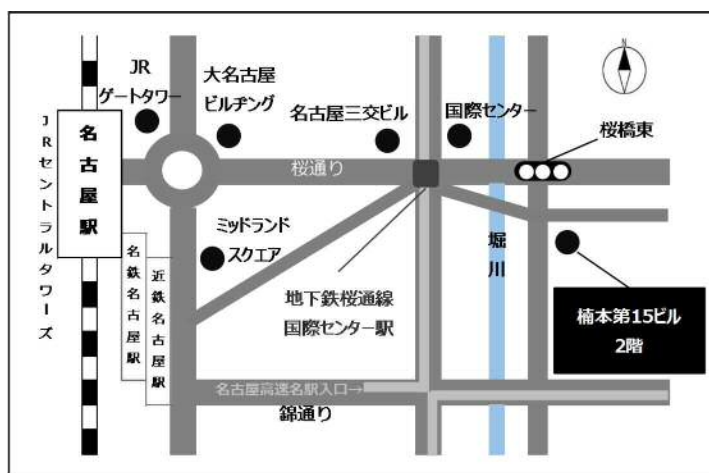 N
JR
ゲートタワー
大名古屋
ビルヂング
名古屋三交ビル
国際センター
桜橋東
名古屋駅
JRセントラルタワーズ
桜通り
ミッドランド
スクエア
名鉄名古屋駅
近鉄名古屋駅
地下鉄桜通線
国際センター駅
堀川
楠本第15ビル
2階
名古屋高速名駅入口→
錦通り